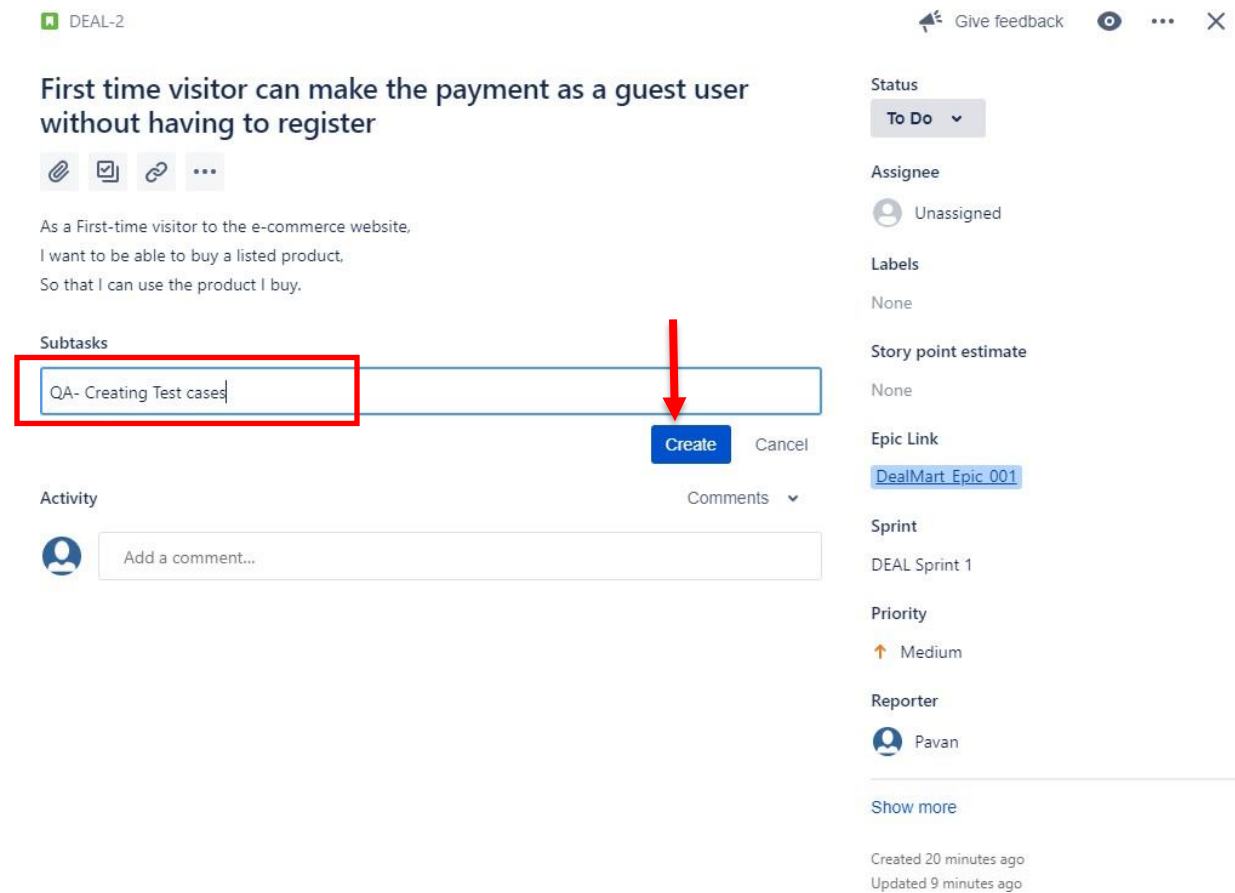 DEAL-2
Give feedback
First time visitor can make the payment as a guest user
without having to register
As a First-time visitor to the e-commerce website,
I want to be able to buy a listed product,
So that I can use the product I buy.
Subtasks
QA- Creating Test cases
Create Cancel
Activity
Comments
Add a comment...
Status
To Do
Assignee
Unassigned
Labels
None
Story point estimate
None
Epic Link
DealMart_Epic_001
Sprint
DEAL Sprint 1
Priority
Medium
Reporter
Pavan
Show more
Created 20 minutes ago
Updated 9 minutes ago